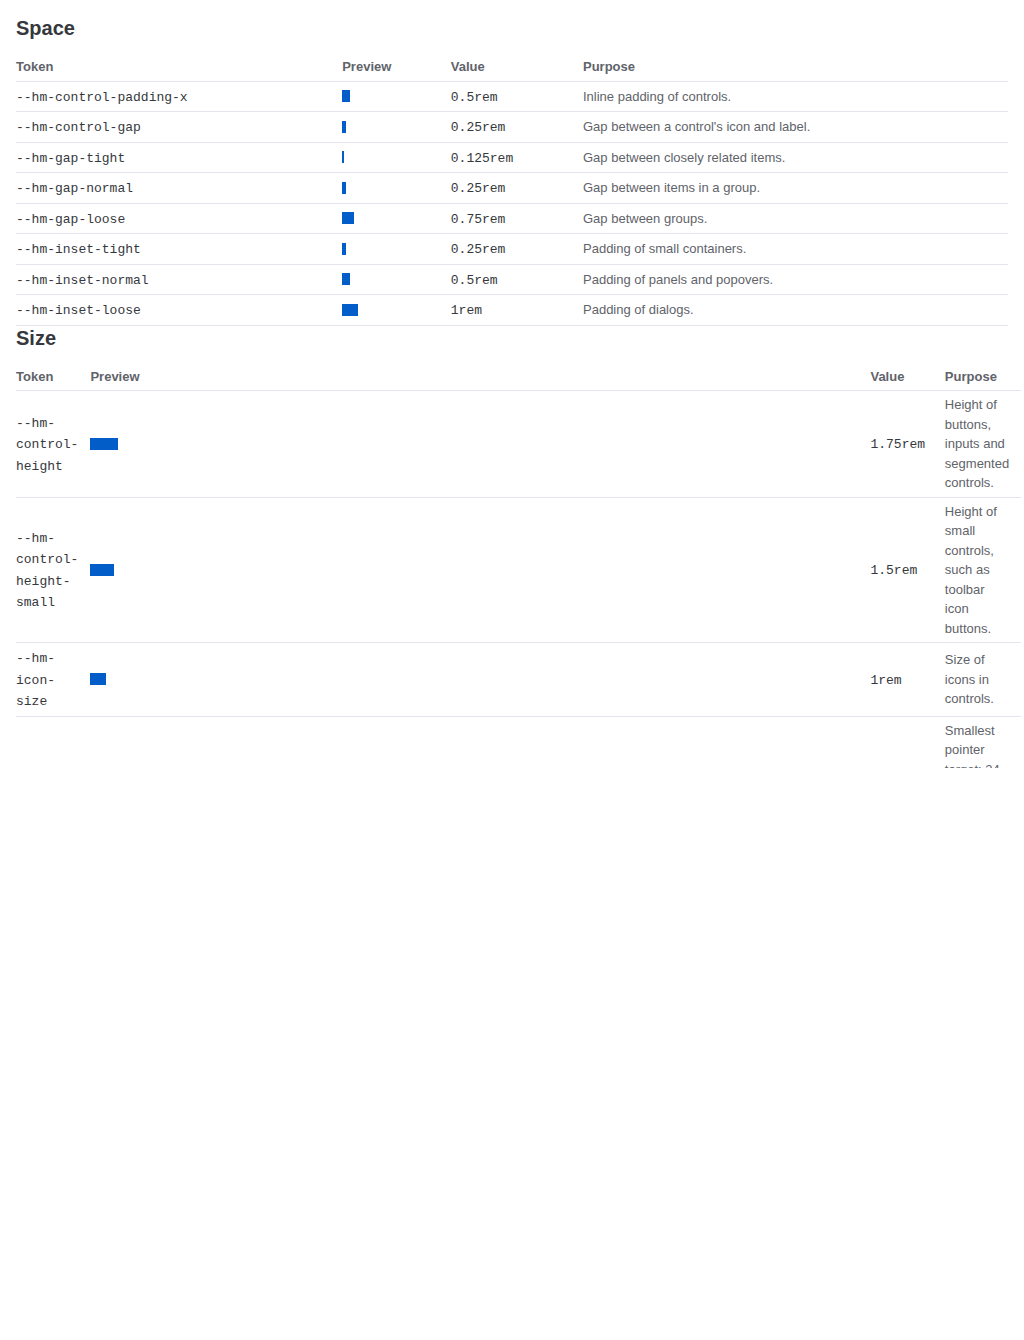 Space
Token Preview Value Purpose
--hm-control-padding-x 0.5rem Inline padding of controls.
--hm-control-gap 0.25rem Gap between a control's icon and label.
--hm-gap-tight 0.125rem Gap between closely related items.
--hm-gap-normal 0.25rem Gap between items in a group.
--hm-gap-loose 0.75rem Gap between groups.
--hm-inset-tight 0.25rem Padding of small containers.
--hm-inset-normal 0.5rem Padding of panels and popovers.
--hm-inset-loose 1rem Padding of dialogs.
Size
Token Preview Value Purpose
--hm-
control-
height
1.75rem
Height of
buttons,
inputs and
segmented
controls.
--hm-
control-
height-
small
1.5rem
Height of
small
controls,
such as
toolbar
icon
buttons.
--hm-
icon-
size
1rem
Size of
icons in
controls.
Smallest
pointer